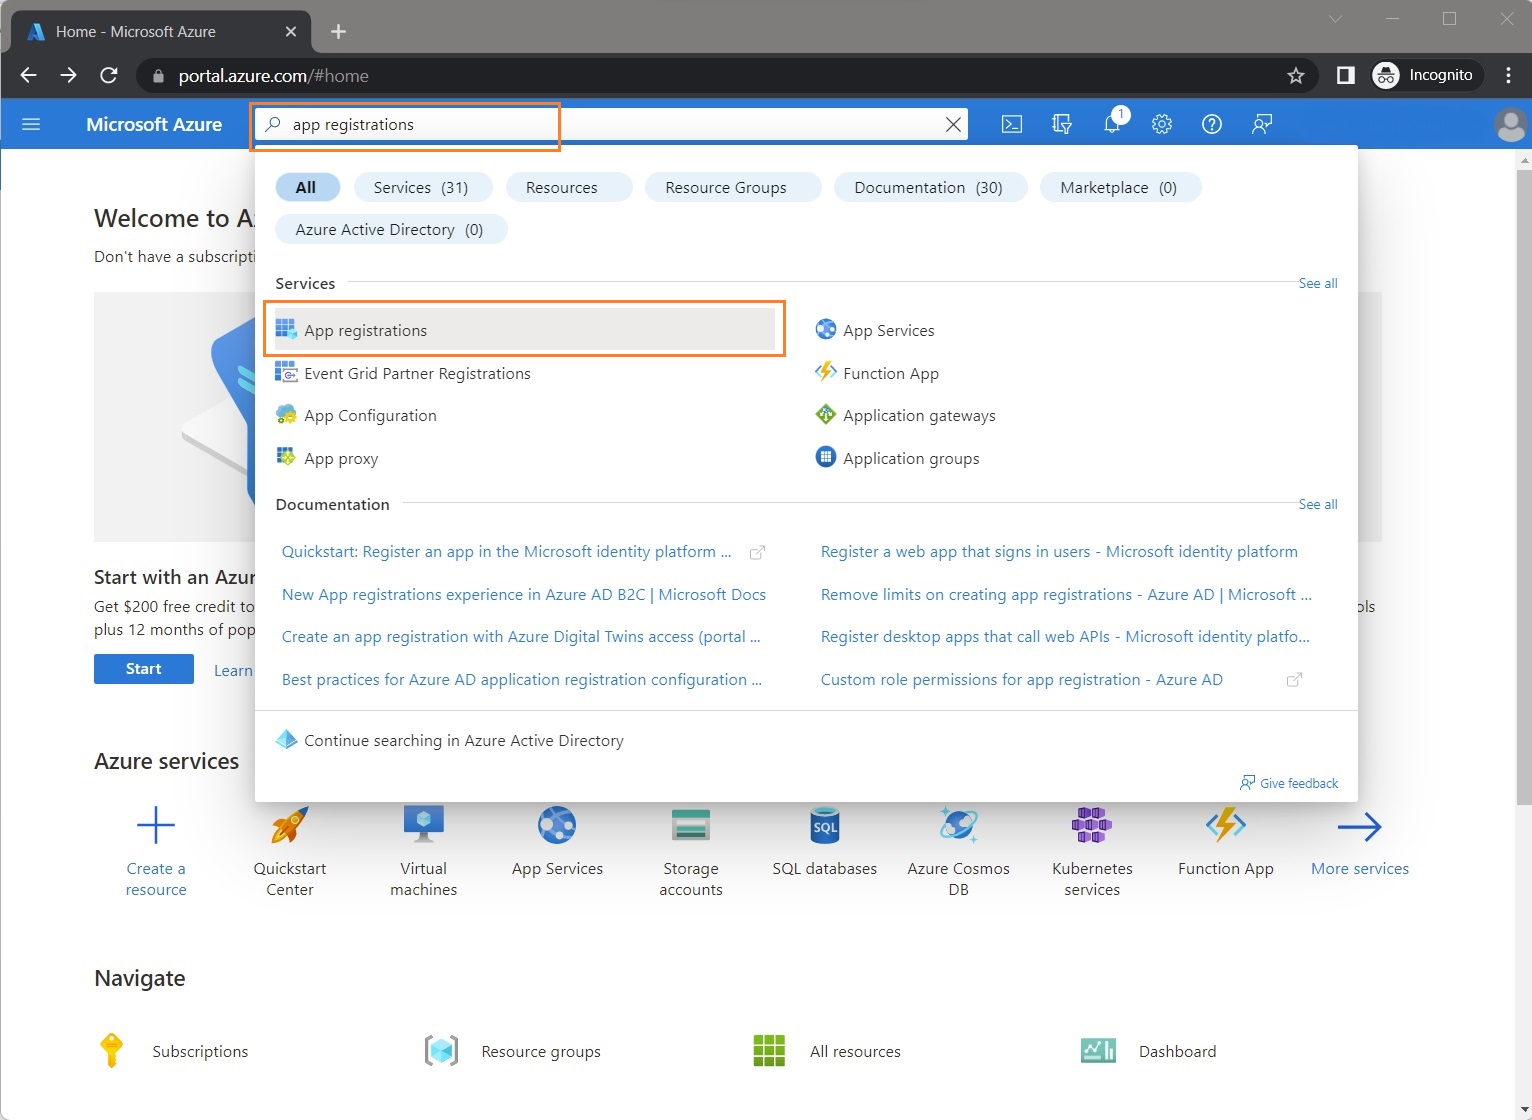 Home - Microsoft Azure
portal.azure.com/#home
Incognito
Microsoft Azure
app registrations
1
All
Services (31)
Resources
Resource Groups
Documentation (30)
Marketplace (0)
Azure Active Directory (0)
Welcome to A
Don't have a subscripti
Services
See all
App registrations
App Services
Event Grid Partner Registrations
Function App
App Configuration
Application gateways
App proxy
Application groups
Documentation
See all
Quickstart: Register an app in the Microsoft identity platform ...
Register a web app that signs in users - Microsoft identity platform
New App registrations experience in Azure AD B2C | Microsoft Docs
Remove limits on creating app registrations - Azure AD | Microsoft ...
Create an app registration with Azure Digital Twins access (portal ...
Register desktop apps that call web APIs - Microsoft identity platfo...
Best practices for Azure AD application registration configuration ...
Custom role permissions for app registration - Azure AD
Continue searching in Azure Active Directory
Give feedback
Start with an Azur
Get $200 free credit to
plus 12 months of pop
ols
Start
Learn
Azure services
Create a
resource
Quickstart
Center
Virtual
machines
App Services
Storage
accounts
SQL
SQL databases
Azure Cosmos
DB
Kubernetes
services
Function App
More services
Navigate
Subscriptions
Resource groups
All resources
Dashboard